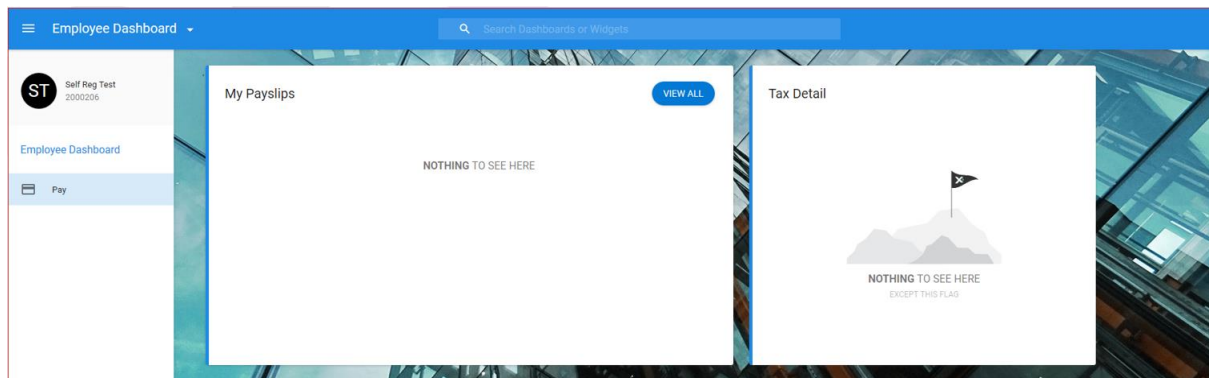 Employee Dashboard
Search Dashboards or Widgets
ST
Self Reg Test
2000206
Employee Dashboard
Pay
My Payslips
VIEW ALL
NOTHING TO SEE HERE
Tax Detail
NOTHING TO SEE HERE
EXCEPT THIS FLAG